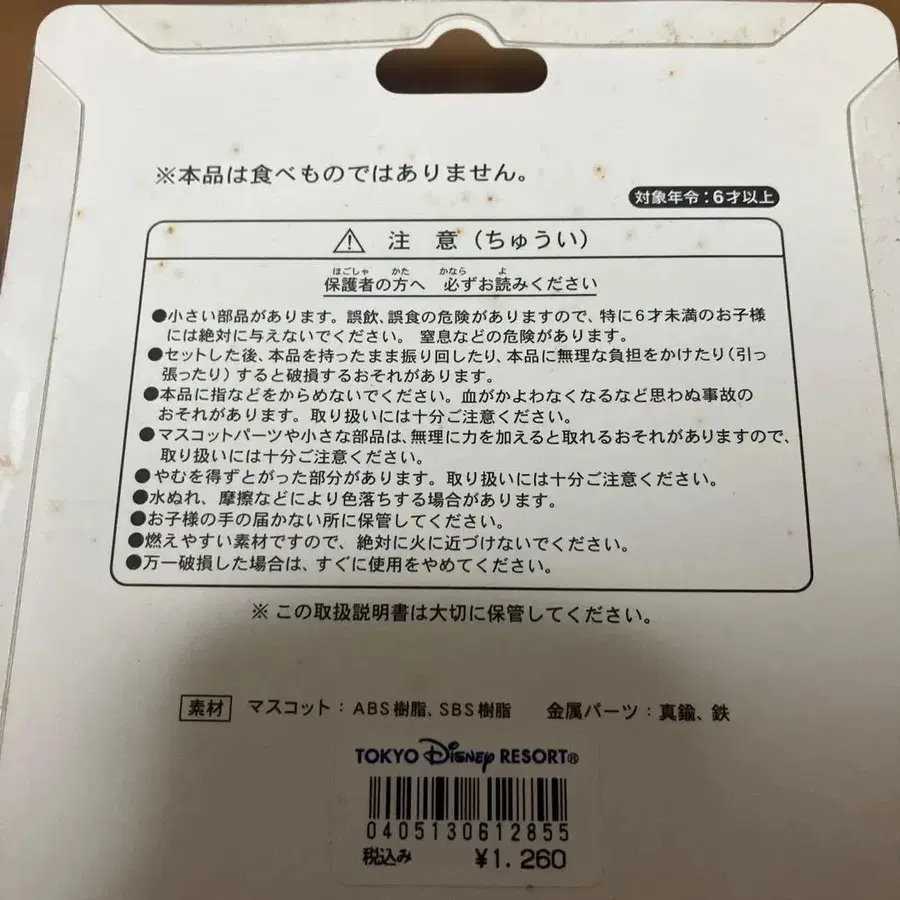 ※本品は食べものではありません。
対象年令：6才以上
⚠ 注 意（ちゅうい）
ほごしゃ かた かなら よ
保護者の方へ 必ずお読みください
●小さい部品があります。誤飲、誤食の危険がありますので、特に6才未満のお子様
には絶対に与えないでください。 窒息などの危険があります。
●セットした後、本品を持ったまま振り回したり、本品に無理な負担をかけたり（引っ
張ったり）すると破損するおそれがあります。
●本品に指などをからめないでください。血がかよわなくなるなど思わぬ事故の
おそれがあります。取り扱いには十分ご注意ください。
●マスコットパーツや小さな部品は、無理に力を加えると取れるおそれがありますので、
取り扱いには十分ご注意ください。
●やむを得ずとがった部分があります。取り扱いには十分ご注意ください。
●水ぬれ、摩擦などにより色落ちする場合があります。
●お子様の手の届かない所に保管してください。
●燃えやすい素材ですので、絶対に火に近づけないでください。
●万一破損した場合は、すぐに使用をやめてください。
※ この取扱説明書は大切に保管してください。
素材 マスコット：ABS樹脂、SBS樹脂 金属パーツ：真鍮、鉄
TOKYO Disney RESORT®
0405130612855
税込み ¥1.260